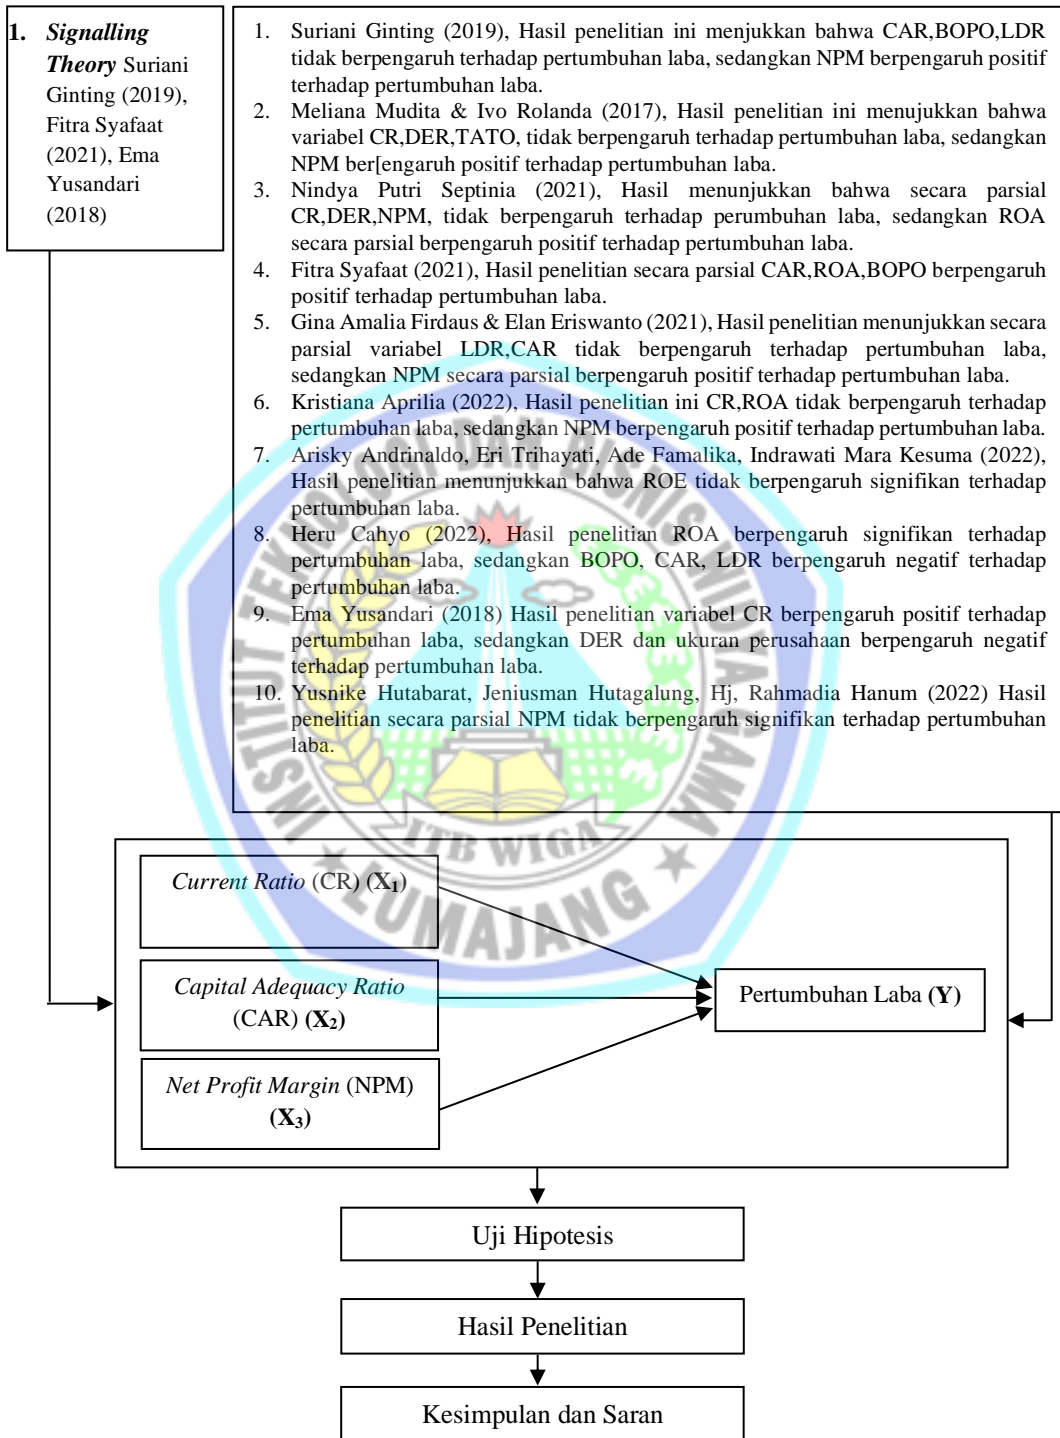 1. Signalling
Theory Suriani
Ginting (2019),
Fitra Syafaat
(2021), Ema
Yusandari
(2018)
1. Suriani Ginting (2019), Hasil penelitian ini menjukkan bahwa CAR,BOPO,LDR
tidak berpengaruh terhadap pertumbuhan laba, sedangkan NPM berpengaruh positif
terhadap pertumbuhan laba.
2. Meliana Mudita & Ivo Rolanda (2017), Hasil penelitian ini menujukkan bahwa
variabel CR,DER,TATO, tidak berpengaruh terhadap pertumbuhan laba, sedangkan
NPM ber[engaruh positif terhadap pertumbuhan laba.
3. Nindya Putri Septinia (2021), Hasil menunjukkan bahwa secara parsial
CR,DER,NPM, tidak berpengaruh terhadap perumbuhan laba, sedangkan ROA
secara parsial berpengaruh positif terhadap pertumbuhan laba.
4. Fitra Syafaat (2021), Hasil penelitian secara parsial CAR,ROA,BOPO berpengaruh
positif terhadap pertumbuhan laba.
5. Gina Amalia Firdaus & Elan Eriswanto (2021), Hasil penelitian menunjukkan secara
parsial variabel LDR,CAR tidak berpengaruh terhadap pertumbuhan laba,
sedangkan NPM secara parsial berpengaruh positif terhadap pertumbuhan laba.
6. Kristiana Aprilia (2022), Hasil penelitian ini CR,ROA tidak berpengaruh terhadap
pertumbuhan laba, sedangkan NPM berpengaruh positif terhadap pertumbuhan laba.
7. Arisky Andrinaldo, Eri Trihayati, Ade Famalika, Indrawati Mara Kesuma (2022),
Hasil penelitian menunjukkan bahwa ROE tidak berpengaruh signifikan terhadap
pertumbuhan laba.
8. Heru Cahyo (2022), Hasil penelitian ROA berpengaruh signifikan terhadap
pertumbuhan laba, sedangkan BOPO, CAR, LDR berpengaruh negatif terhadap
pertumbuhan laba.
9. Ema Yusandari (2018) Hasil penelitian variabel CR berpengaruh positif terhadap
pertumbuhan laba, sedangkan DER dan ukuran perusahaan berpengaruh negatif
terhadap pertumbuhan laba.
10. Yusnike Hutabarat, Jeniusman Hutagalung, Hj, Rahmadia Hanum (2022) Hasil
penelitian secara parsial NPM tidak berpengaruh signifikan terhadap pertumbuhan
laba.
INSTITUT TEKNOLOGI DAN BISNIS WIDYA GAMA
ITB WIGA
LUMAJANG
Current Ratio (CR) (X₁)
Capital Adequacy Ratio
(CAR) (X₂)
Net Profit Margin (NPM)
(X₃)
Pertumbuhan Laba (Y)
Uji Hipotesis
Hasil Penelitian
Kesimpulan dan Saran